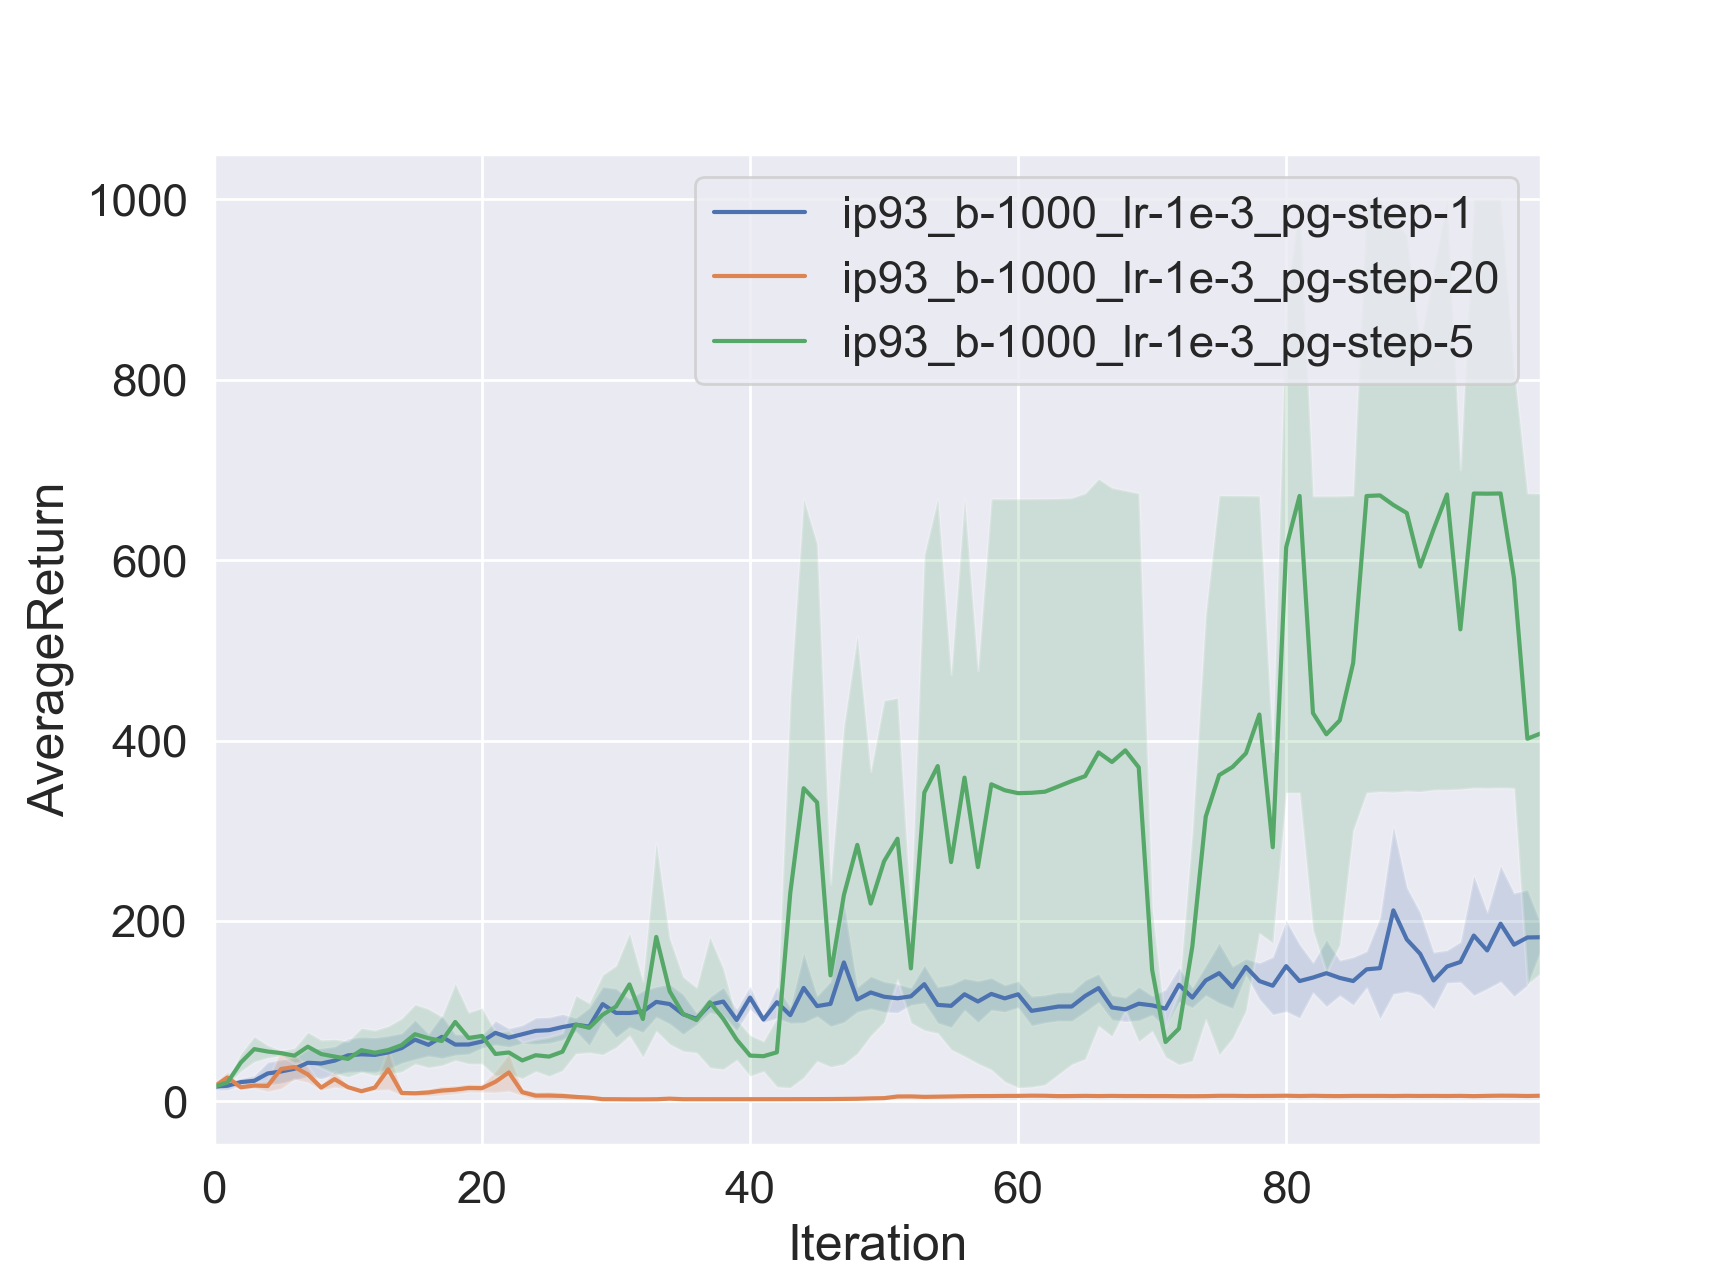 1000
800
600
400
200
0
AverageReturn
ip93_b-1000_lr-1e-3_pg-step-1
ip93_b-1000_lr-1e-3_pg-step-20
ip93_b-1000_lr-1e-3_pg-step-5
0 20 40 60 80
Iteration